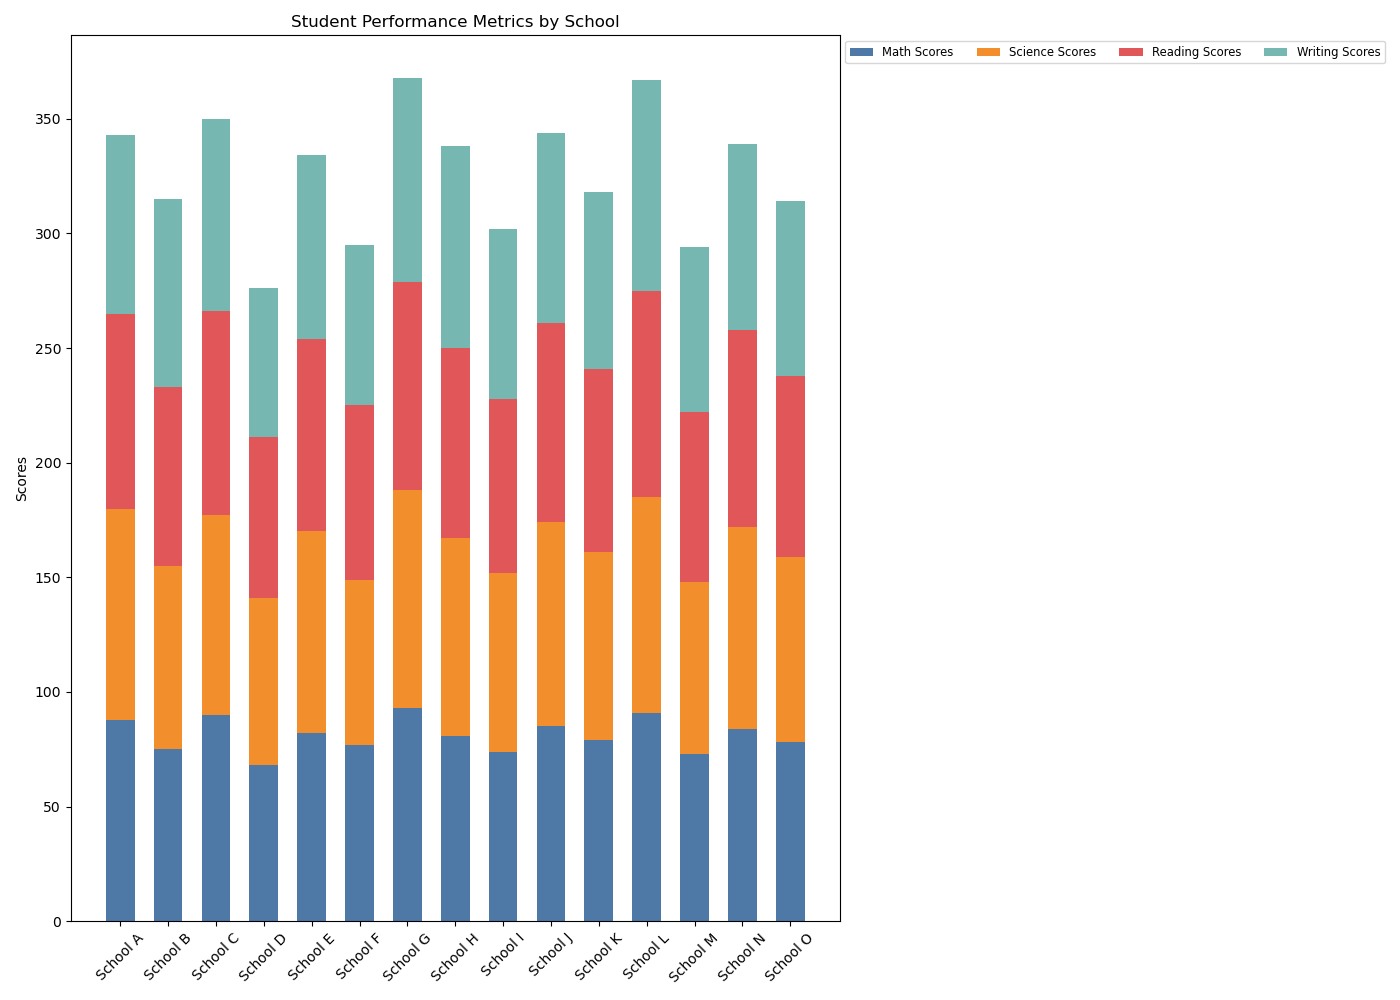 Student Performance Metrics by School
Math Scores Science Scores Reading Scores Writing Scores
Scores
350
300
250
200
150
100
50
0
School A School B School C School D School E School F School G School H School I School J School K School L School M School N School O